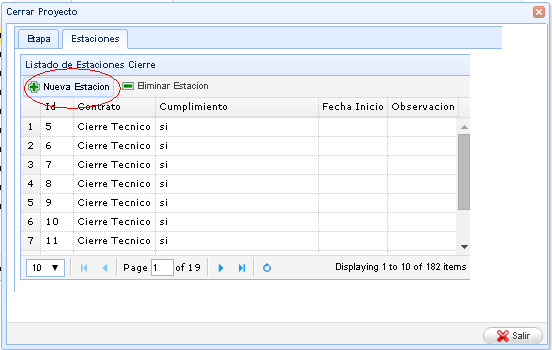 Cerrar Proyecto
Etapa Estaciones
Listado de Estaciones Cierre
Nueva Estacion Eliminar Estacion
Id Contrato Cumplimiento Fecha Inicio Observacion
1 5 Cierre Tecnico si
2 6 Cierre Tecnico si
3 7 Cierre Tecnico si
4 8 Cierre Tecnico si
5 9 Cierre Tecnico si
6 10 Cierre Tecnico si
7 11 Cierre Tecnico si
10 Page 1 of 19 Displaying 1 to 10 of 182 items
Salir